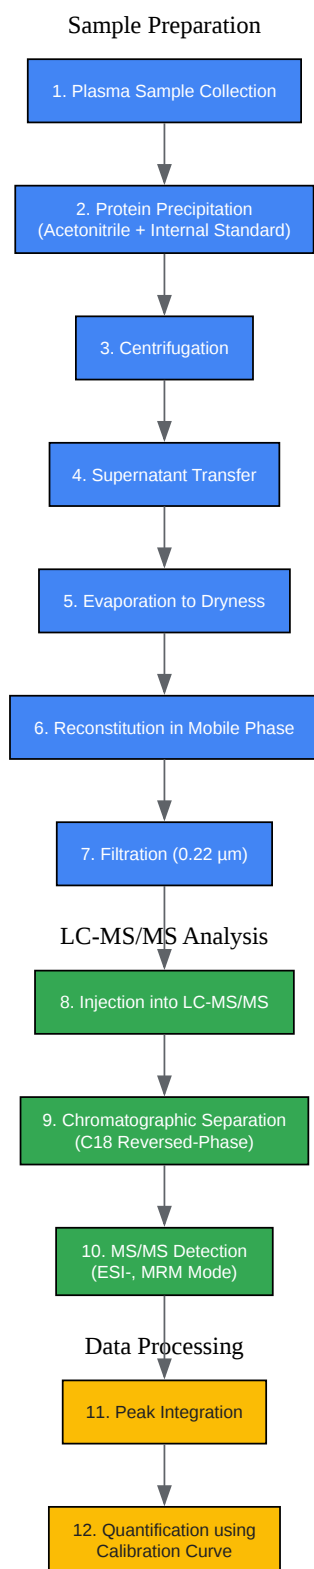 Sample Preparation
1. Plasma Sample Collection
2. Protein Precipitation
(Acetonitrile + Internal Standard)
3. Centrifugation
4. Supernatant Transfer
5. Evaporation to Dryness
6. Reconstitution in Mobile Phase
7. Filtration (0.22 µm)
LC-MS/MS Analysis
8. Injection into LC-MS/MS
9. Chromatographic Separation
(C18 Reversed-Phase)
10. MS/MS Detection
(ESI-, MRM Mode)
Data Processing
11. Peak Integration
12. Quantification using
Calibration Curve